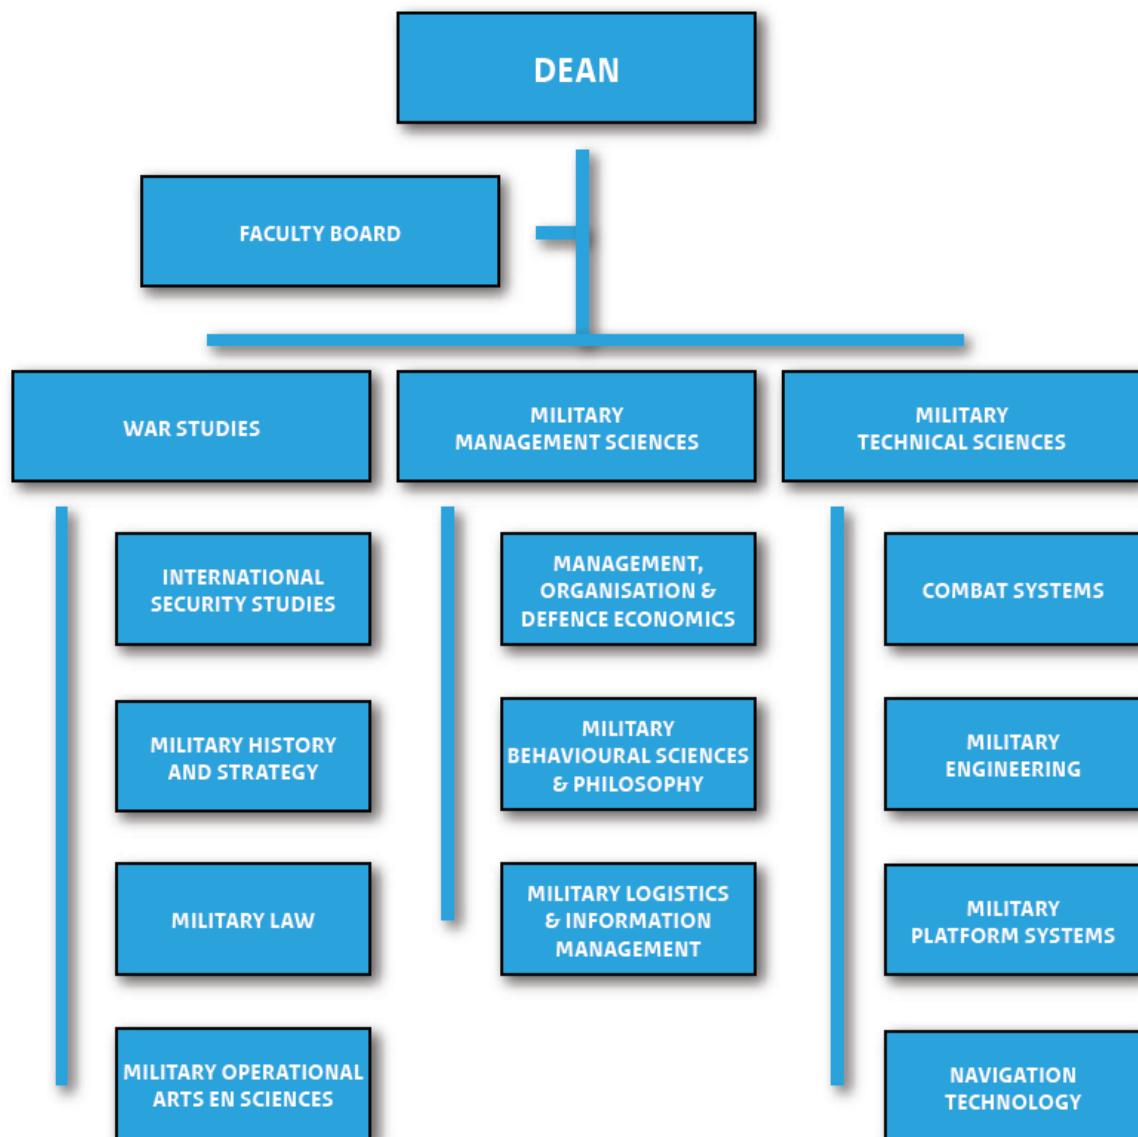 DEAN
FACULTY BOARD
WAR STUDIES
MILITARY
MANAGEMENT SCIENCES
MILITARY
TECHNICAL SCIENCES
INTERNATIONAL
SECURITY STUDIES
MILITARY HISTORY
AND STRATEGY
MILITARY LAW
MILITARY OPERATIONAL
ARTS EN SCIENCES
MANAGEMENT,
ORGANISATION &
DEFENCE ECONOMICS
MILITARY
BEHAVIOURAL SCIENCES
& PHILOSOPHY
MILITARY LOGISTICS
& INFORMATION
MANAGEMENT
COMBAT SYSTEMS
MILITARY
ENGINEERING
MILITARY
PLATFORM SYSTEMS
NAVIGATION
TECHNOLOGY